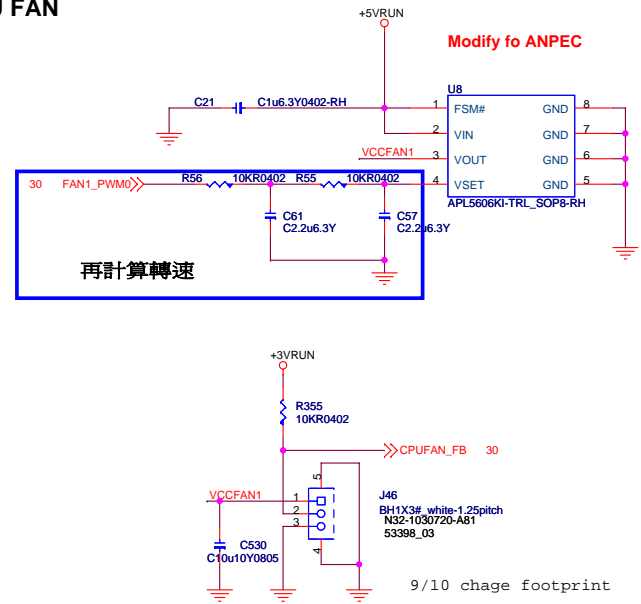 U FAN
+5VRUN
Modify fo ANPEC
U8
C21
C1u6.3Y0402-RH
1 FSM# GND 8
2 VIN GND 7
VCCFAN1
3 VOUT GND 6
4 VSET GND 5
APL5606KI-TRL_SOP8-RH
30 FAN1_PWM0
R56 10KR0402 R55 10KR0402
C61
C2.2u6.3Y
C57
C2.2u6.3Y
再計算轉速
+3VRUN
R355
10KR0402
CPUFAN_FB 30
VCCFAN1
5
1
2
3
4
J46
BH1X3#_white-1.25pitch
N32-1030720-A81
53398_03
C530
C10u10Y0805
9/10 chage footprint